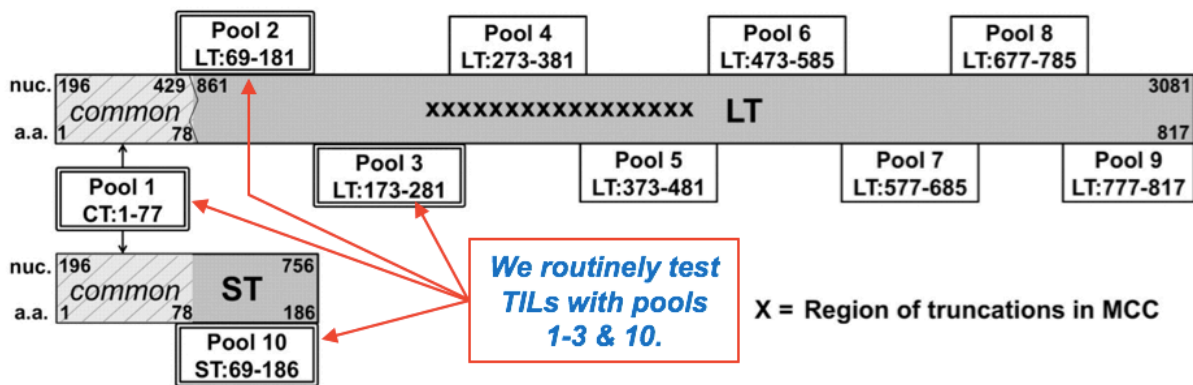 Pool 2
LT:69-181
Pool 4
LT:273-381
Pool 6
LT:473-585
Pool 8
LT:677-785
nuc. 196 429 861 3081
common xxxxxxxxxxxxxxxxx LT
a.a. 1 78 817
Pool 1
CT:1-77
Pool 3
LT:173-281
Pool 5
LT:373-481
Pool 7
LT:577-685
Pool 9
LT:777-817
nuc. 196 756
common ST
a.a. 1 78 186
Pool 10
ST:69-186
We routinely test
TILs with pools
1-3 & 10.
X = Region of truncations in MCC